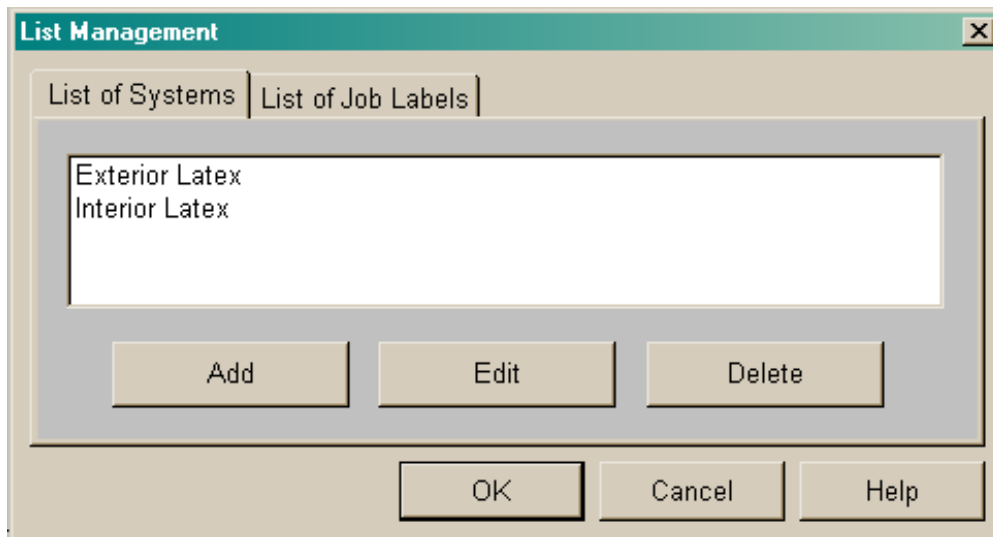 List Management
List of Systems List of Job Labels
Exterior Latex
Interior Latex
Add Edit Delete
OK Cancel Help